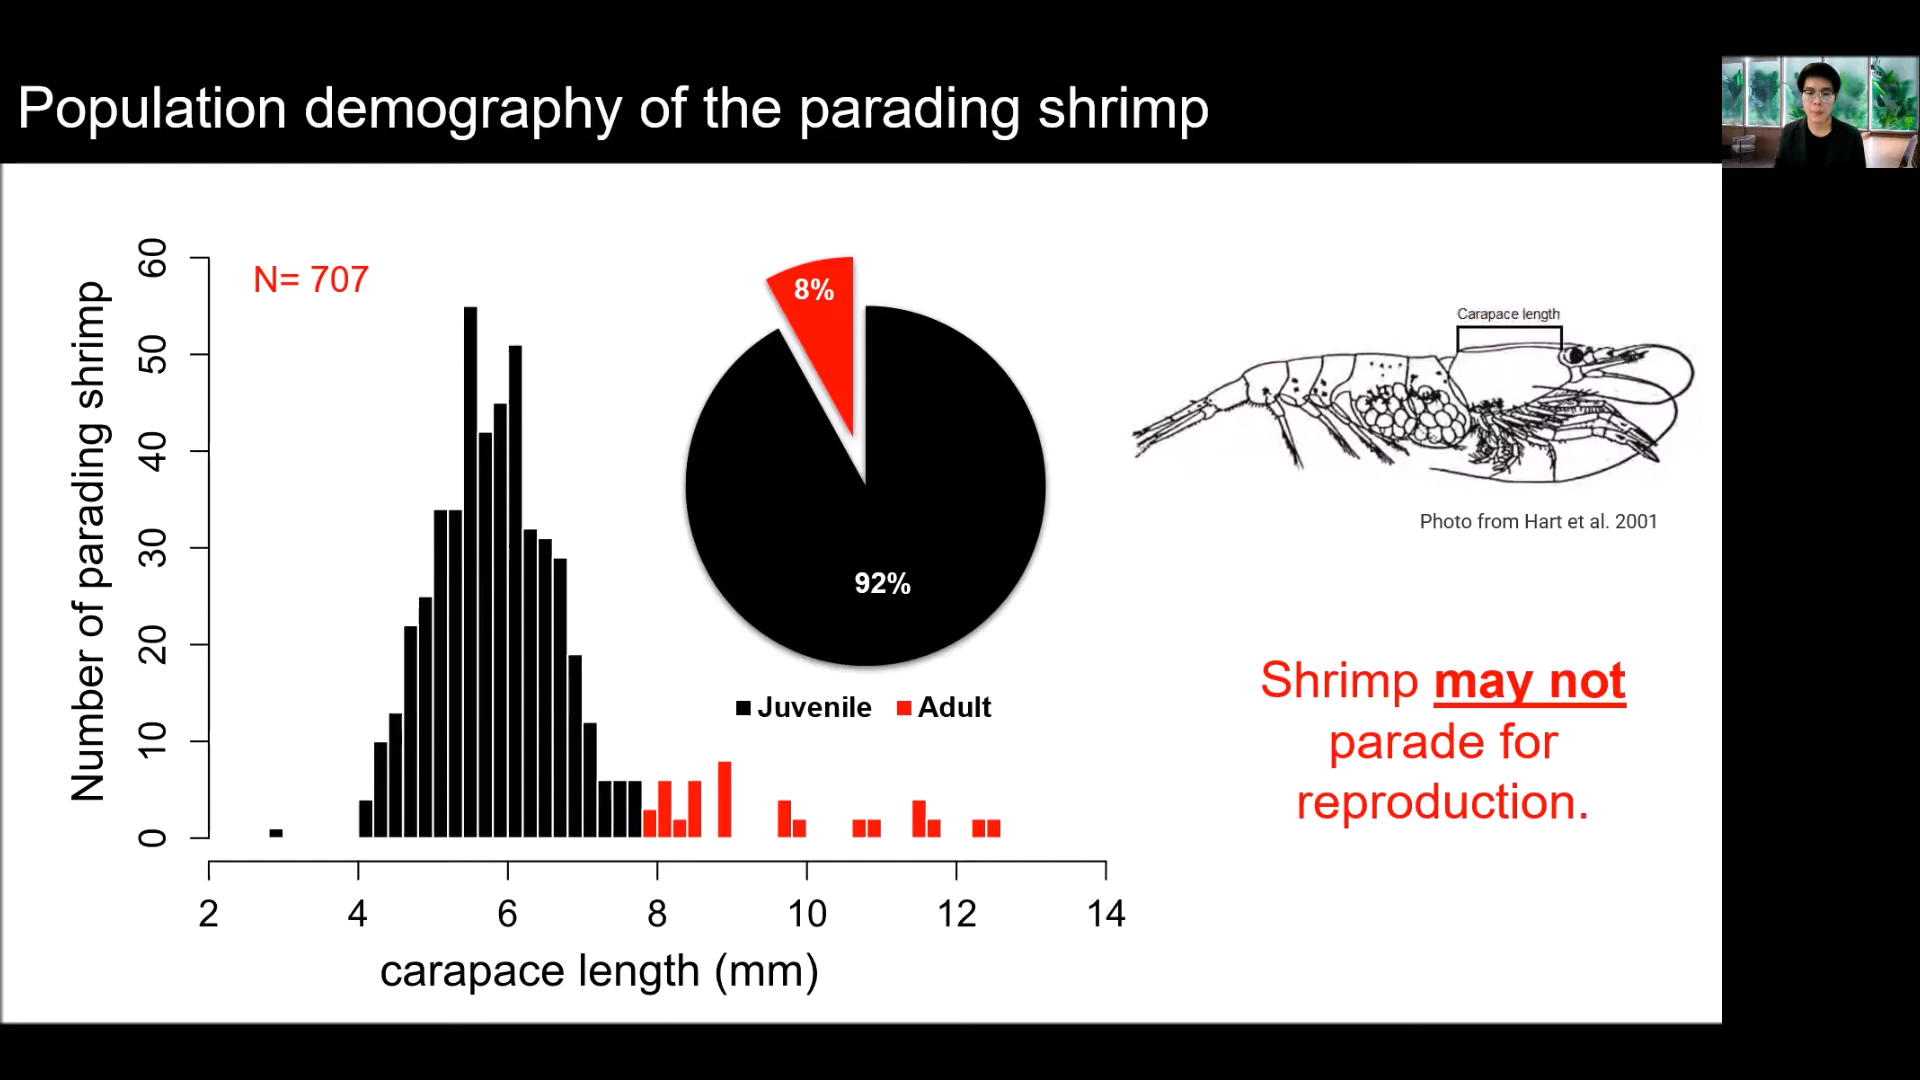 Population demography of the parading shrimp
N= 707
Number of parading shrimp
60
50
40
30
20
10
0
2 4 6 8 10 12 14
carapace length (mm)
8%
92%
Juvenile Adult
Carapace length
Photo from Hart et al. 2001
Shrimp may not
parade for
reproduction.